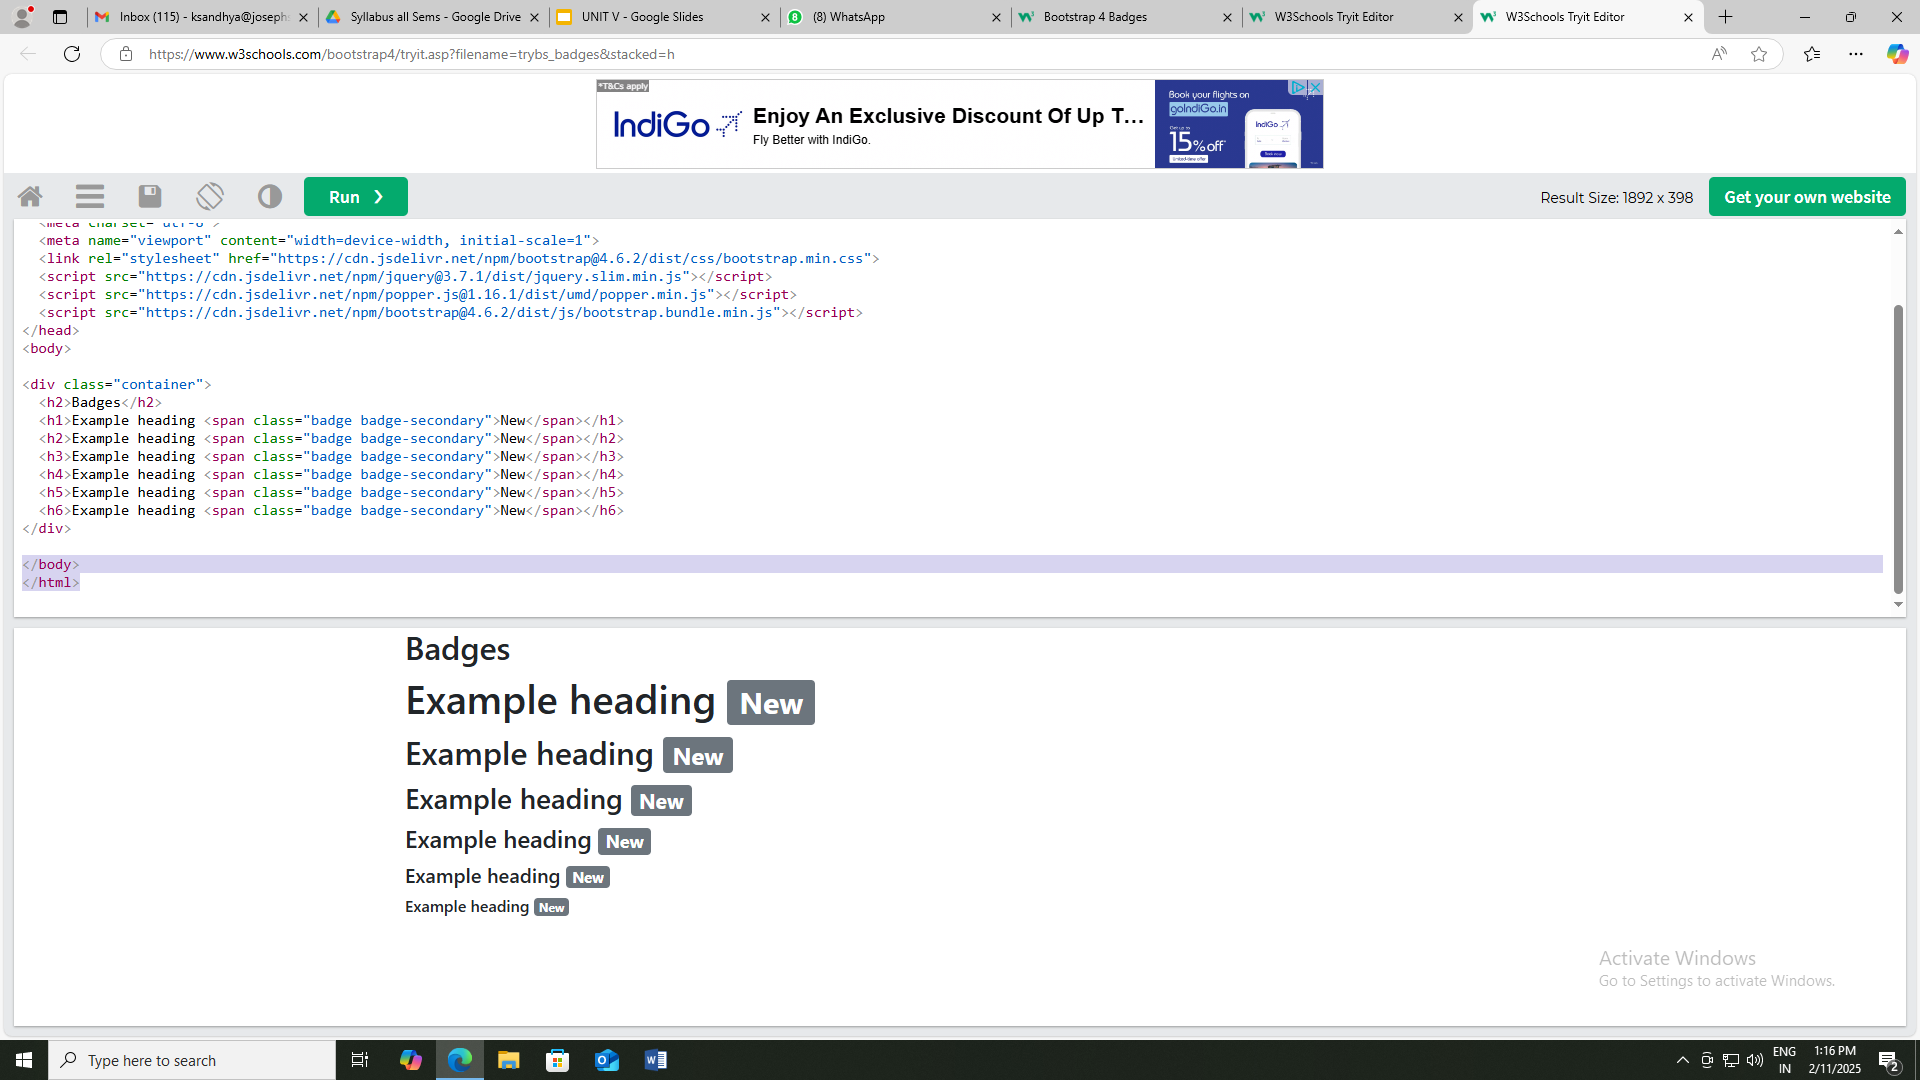 Inbox (115) - ksandhya@joseph
Syllabus all Sems - Google Drive
UNIT V - Google Slides
(8) WhatsApp
Bootstrap 4 Badges
W3Schools Tryit Editor
W3Schools Tryit Editor
https://www.w3schools.com/bootstrap4/tryit.asp?filename=trybs_badges&stacked=h
*T&Cs apply
IndiGo
Enjoy An Exclusive Discount Of Up T...
Fly Better with IndiGo.
Book your flights on
goIndiGo.in
Get up to
15% off*
Limited-time offer
IndiGo
Run ❯
Result Size: 1892 x 398
Get your own website
<meta charset="utf-8">
<meta name="viewport" content="width=device-width, initial-scale=1">
<link rel="stylesheet" href="https://cdn.jsdelivr.net/npm/bootstrap@4.6.2/dist/css/bootstrap.min.css">
<script src="https://cdn.jsdelivr.net/npm/jquery@3.7.1/dist/jquery.slim.min.js"></script>
<script src="https://cdn.jsdelivr.net/npm/popper.js@1.16.1/dist/umd/popper.min.js"></script>
<script src="https://cdn.jsdelivr.net/npm/bootstrap@4.6.2/dist/js/bootstrap.bundle.min.js"></script>
</head>
<body>
<div class="container">
<h2>Badges</h2>
<h1>Example heading <span class="badge badge-secondary">New</span></h1>
<h2>Example heading <span class="badge badge-secondary">New</span></h2>
<h3>Example heading <span class="badge badge-secondary">New</span></h3>
<h4>Example heading <span class="badge badge-secondary">New</span></h4>
<h5>Example heading <span class="badge badge-secondary">New</span></h5>
<h6>Example heading <span class="badge badge-secondary">New</span></h6>
</div>
</body>
</html>
Badges
Example heading New
Example heading New
Example heading New
Example heading New
Example heading New
Example heading New
Activate Windows
Go to Settings to activate Windows.
Type here to search
ENG
IN
1:16 PM
2/11/2025
2